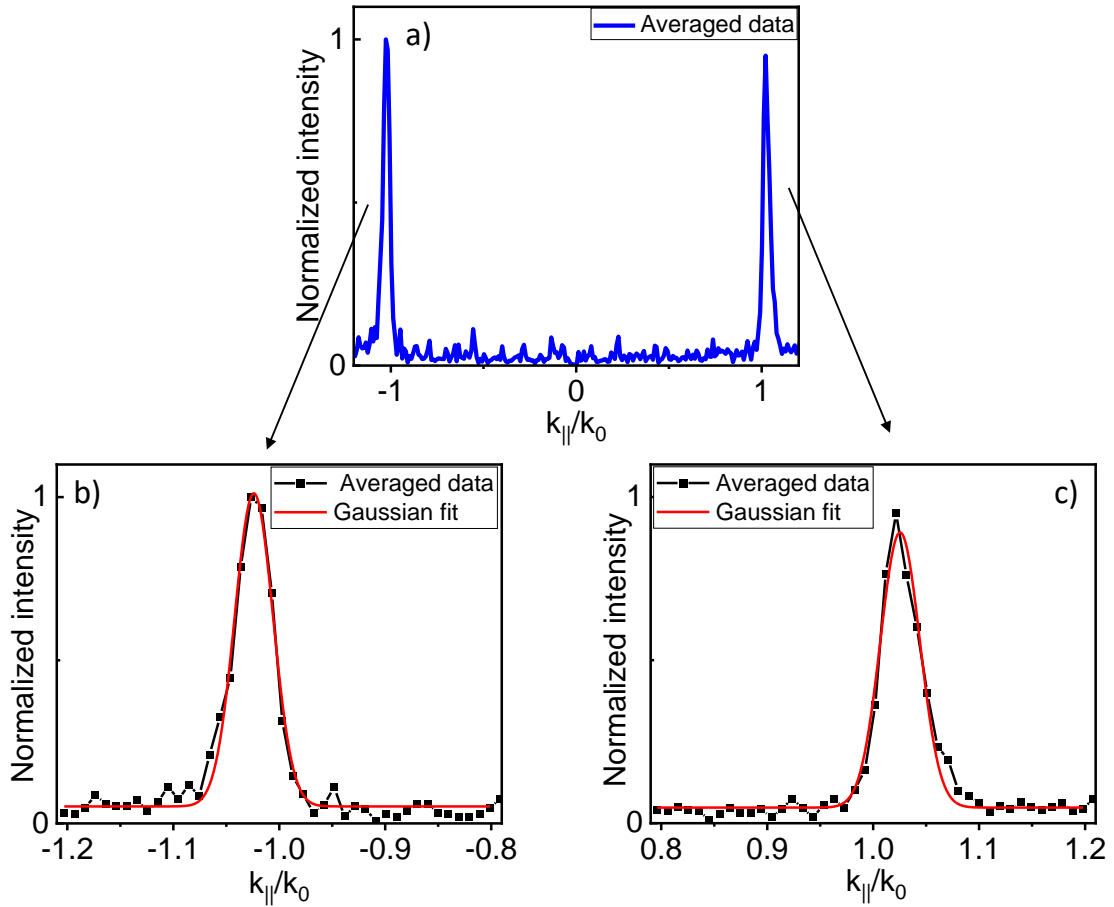 a)
Averaged data
Normalized intensity
1
0
-1
0
1
k||/k0
b)
Averaged data
Gaussian fit
Normalized intensity
1
0
-1.2
-1.1
-1.0
-0.9
-0.8
k||/k0
c)
Averaged data
Gaussian fit
Normalized intensity
1
0
0.8
0.9
1.0
1.1
1.2
k||/k0